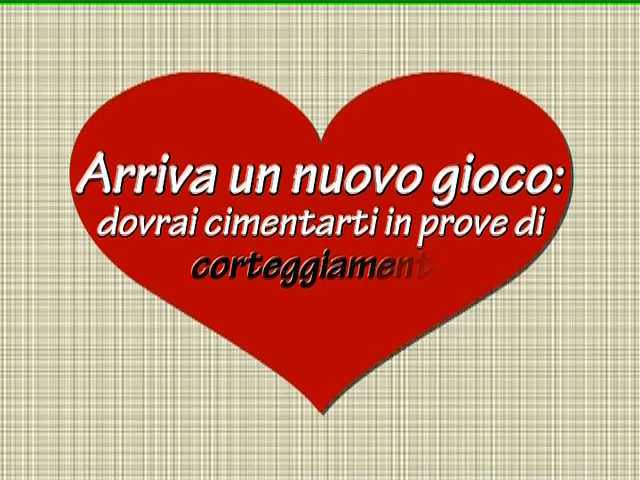 Arriva un nuovo gioco:
dovrai cimentarti in prove di
corteggiament